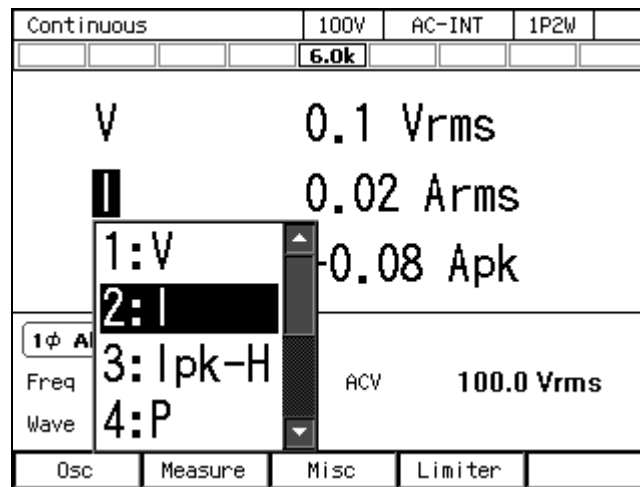 Continuous 100V AC-INT 1P2W
6.0k
V 0.1 Vrms
I 0.02 Arms
-0.08 Apk
1:V
2:I
3:Ipk-H
4:P
1ϕ
Freq ACV 100.0 Vrms
Wave
Osc Measure Misc Limiter